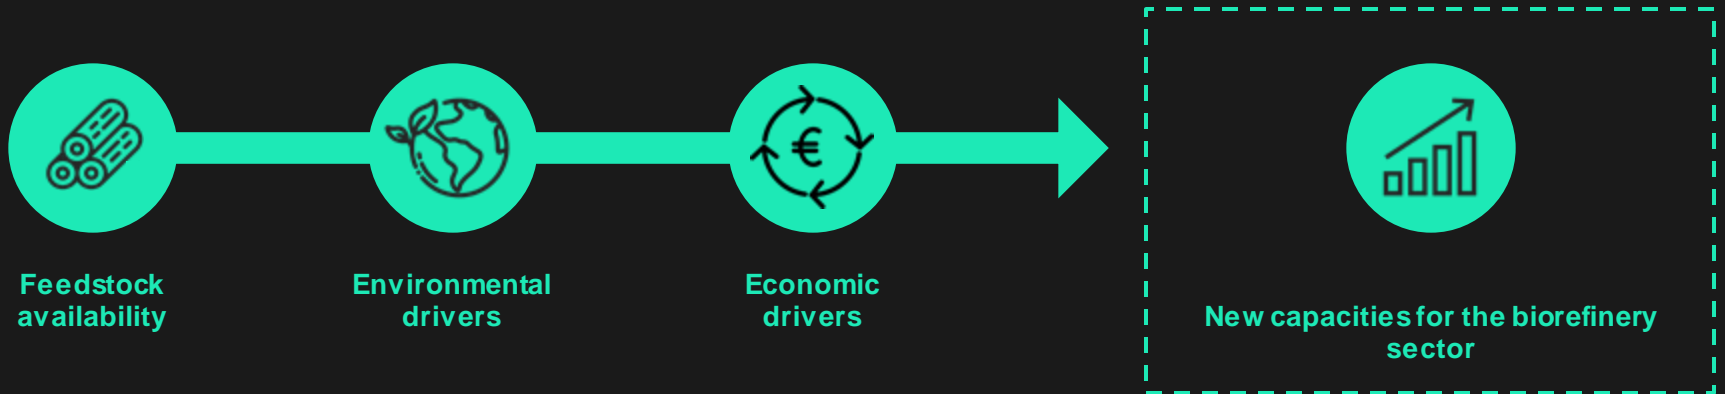 €
Feedstock
availability
Environmental
drivers
Economic
drivers
New capacities for the biorefinery
sector